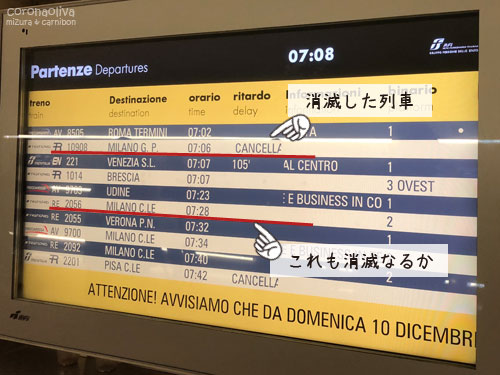 coronaoliva
mizura carnibon
07:08
Partenze Departures
treno Destinazione orario ritardo binario
train destination time delay
消滅した列車
AV 8505 ROMA TERMINI 07:02 A 1
R 10908 MILANO G. P. 07:06 CANCELLA
EN 221 VENEZIA S.L. 07:07 105' AL CENTRO 1
R 1014 BRESCIA 07:07 3 OVEST
AV UDINE 07:23 E BUSINESS IN CO 1
RE 2056 MILANO C.LE 07:28
RE 2055 VERONA P.N. 07:32 2
AV 9700 MILANO C.LE 07:34
RE 2092 MILANO C.LE 07:40
R 2201 PISA C.LE 07:42 CANCELLA 2
これも消滅なるか
ATTENZIONE! AVVISIAMO CHE DA DOMENICA 10 DICEMBR